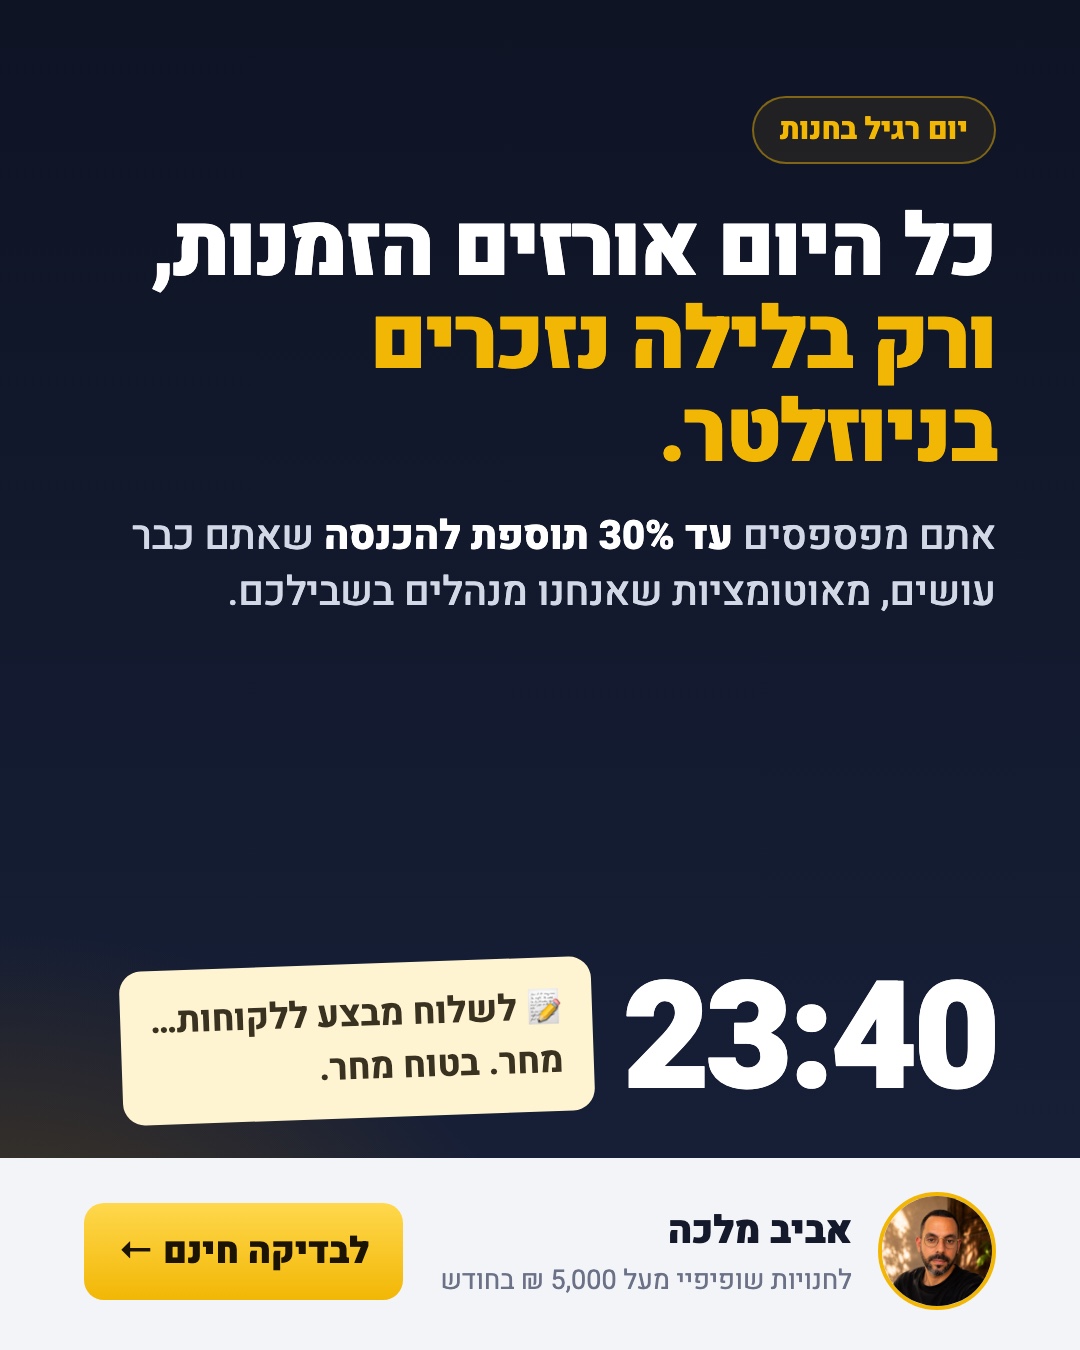 יום רגיל בחנות
כל היום אורזים הזמנות,
ורק בלילה נזכרים
בניוזלטר.
אתם מפספסים עד 30% תוספת להכנסה שאתם כבר
עושים, מאוטומציות שאנחנו מנהלים בשבילכם.
23:40
📝 לשלוח מבצע ללקוחות...
מחר. בטוח מחר.
אביב מלכה
לחנויות שופיפיי מעל 5,000 ₪ בחודש
לבדיקה חינם ←